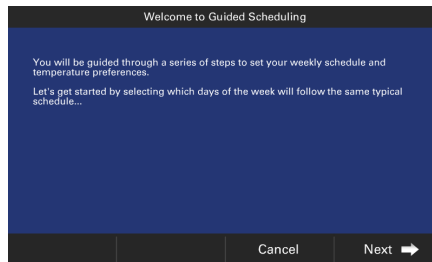 Welcome to Guided Scheduling
You will be guided through a series of steps to set your weekly schedule and
temperature preferences.
Let's get started by selecting which days of the week will follow the same typical
schedule...
Cancel
Next